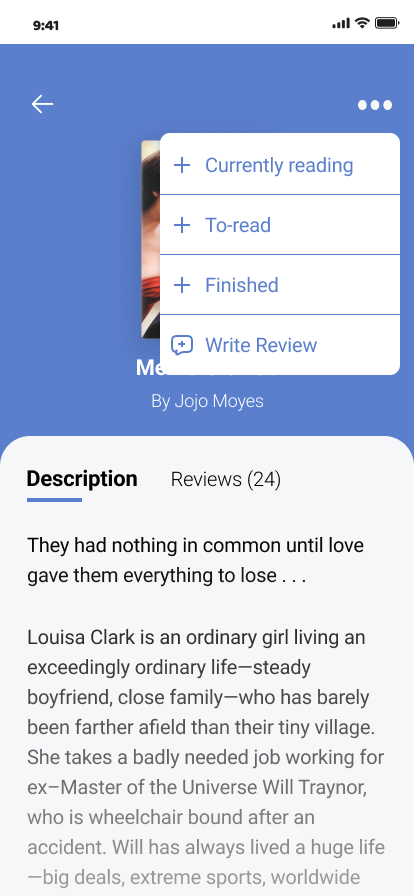 9:41
Currently reading
To-read
Finished
Write Review
By Jojo Moyes
Description Reviews (24)
They had nothing in common until love
gave them everything to lose . . .
Louisa Clark is an ordinary girl living an
exceedingly ordinary life—steady
boyfriend, close family—who has barely
been farther afield than their tiny village.
She takes a badly needed job working for
ex–Master of the Universe Will Traynor,
who is wheelchair bound after an
accident. Will has always lived a huge life
—big deals, extreme sports, worldwide